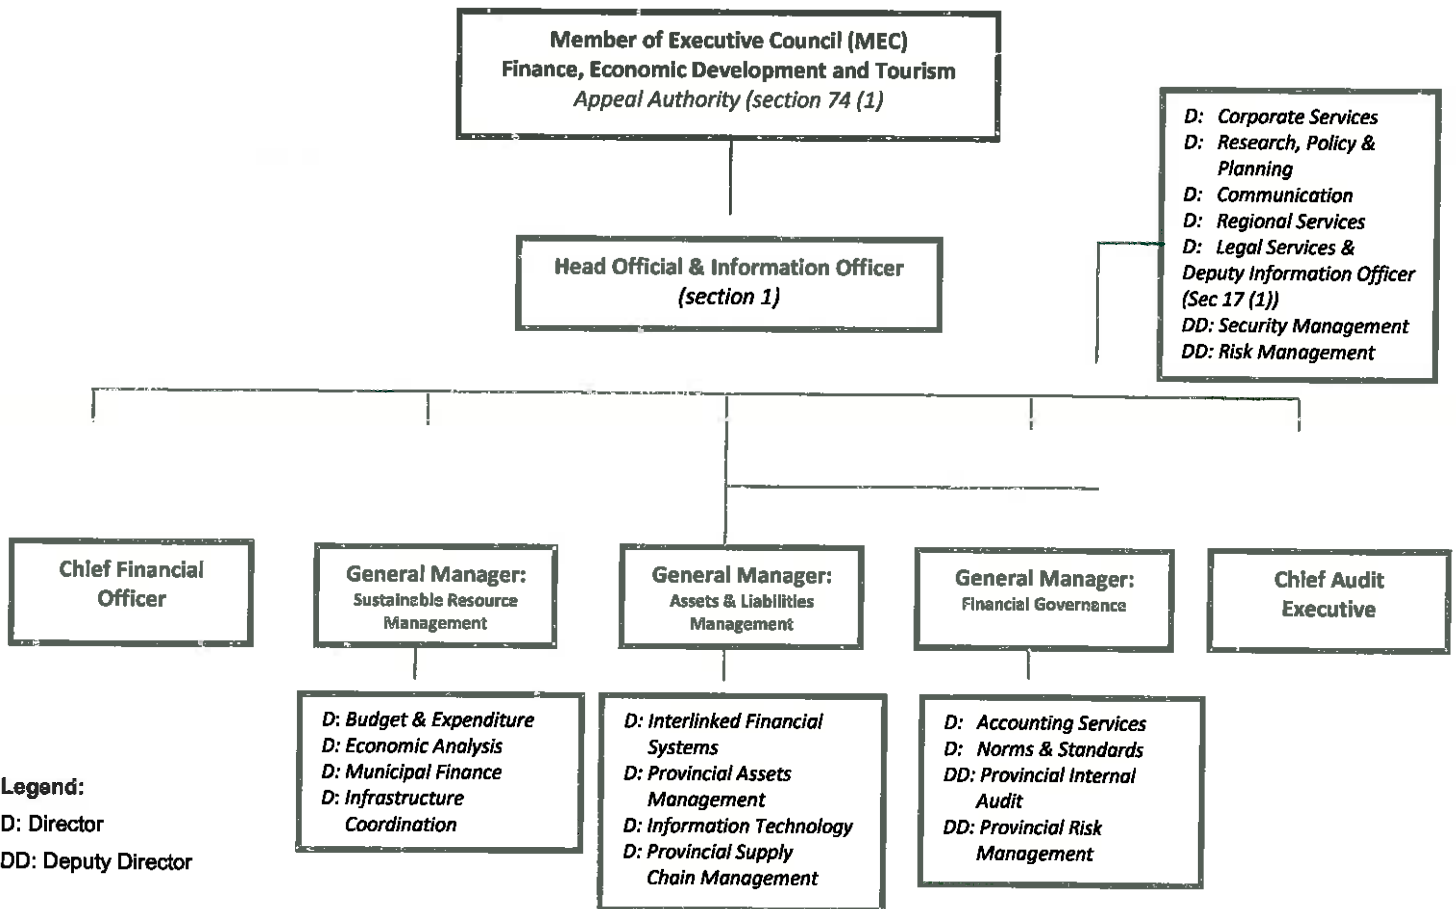 Member of Executive Council (MEC)
Finance, Economic Development and Tourism
Appeal Authority (section 74 (1)
D: Corporate Services
D: Research, Policy &
Planning
D: Communication
D: Regional Services
D: Legal Services &
Deputy Information Officer
(Sec 17 (1))
DD: Security Management
DD: Risk Management
Head Official & Information Officer
(section 1)
Chief Financial
Officer
General Manager:
Sustainable Resource
Management
General Manager:
Assets & Liabilities
Management
General Manager:
Financial Governance
Chief Audit
Executive
D: Budget & Expenditure
D: Economic Analysis
D: Municipal Finance
D: Infrastructure
Coordination
D: Interlinked Financial
Systems
D: Provincial Assets
Management
D: Information Technology
D: Provincial Supply
Chain Management
D: Accounting Services
D: Norms & Standards
DD: Provincial Internal
Audit
DD: Provincial Risk
Management
Legend:
D: Director
DD: Deputy Director